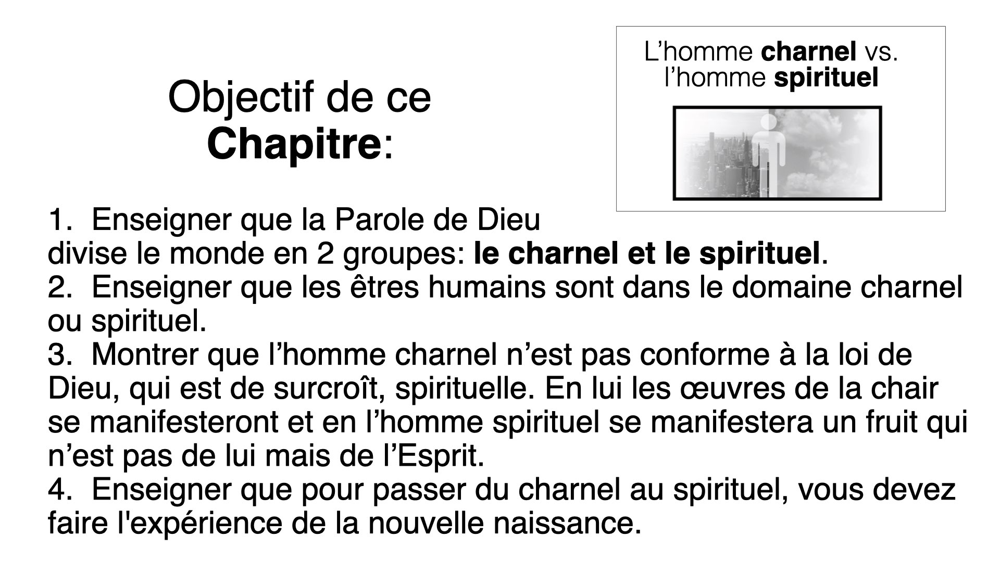 L’homme charnel vs.
l’homme spirituel
Objectif de ce
Chapitre:
1. Enseigner que la Parole de Dieu
divise le monde en 2 groupes: le charnel et le spirituel.
2. Enseigner que les êtres humains sont dans le domaine charnel
ou spirituel.
3. Montrer que l’homme charnel n’est pas conforme à la loi de
Dieu, qui est de surcroît, spirituelle. En lui les œuvres de la chair
se manifesteront et en l’homme spirituel se manifestera un fruit qui
n’est pas de lui mais de l’Esprit.
4. Enseigner que pour passer du charnel au spirituel, vous devez
faire l'expérience de la nouvelle naissance.